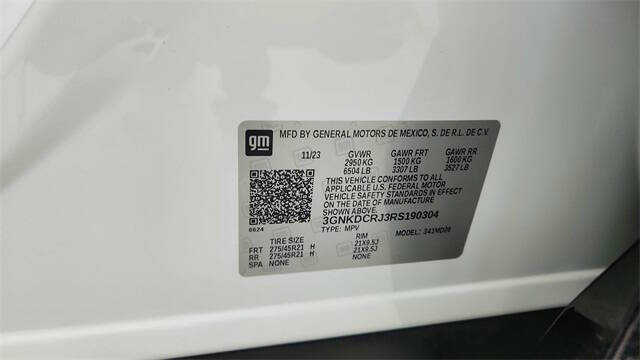 gm MFD BY GENERAL MOTORS DE MEXICO, S. DE R.L. DE C.V.
11/23 GVWR GAWR FRT GAWR RR
2950 KG 1500 KG 1600 KG
6504 LB 3307 LB 3527 LB
THIS VEHICLE CONFORMS TO ALL
APPLICABLE U.S. FEDERAL MOTOR
VEHICLE SAFETY STANDARDS IN EFFECT
ON THE DATE OF MANUFACTURE SHOWN ABOVE.
3GNKDCRJ3RS190304
8624 TYPE: MPV MODEL:
TIRE SIZE RIM
FRT 275/45R21 H 21X9.5J
RR 275/45R21 H 21X9.5J
SPA NONE NONE